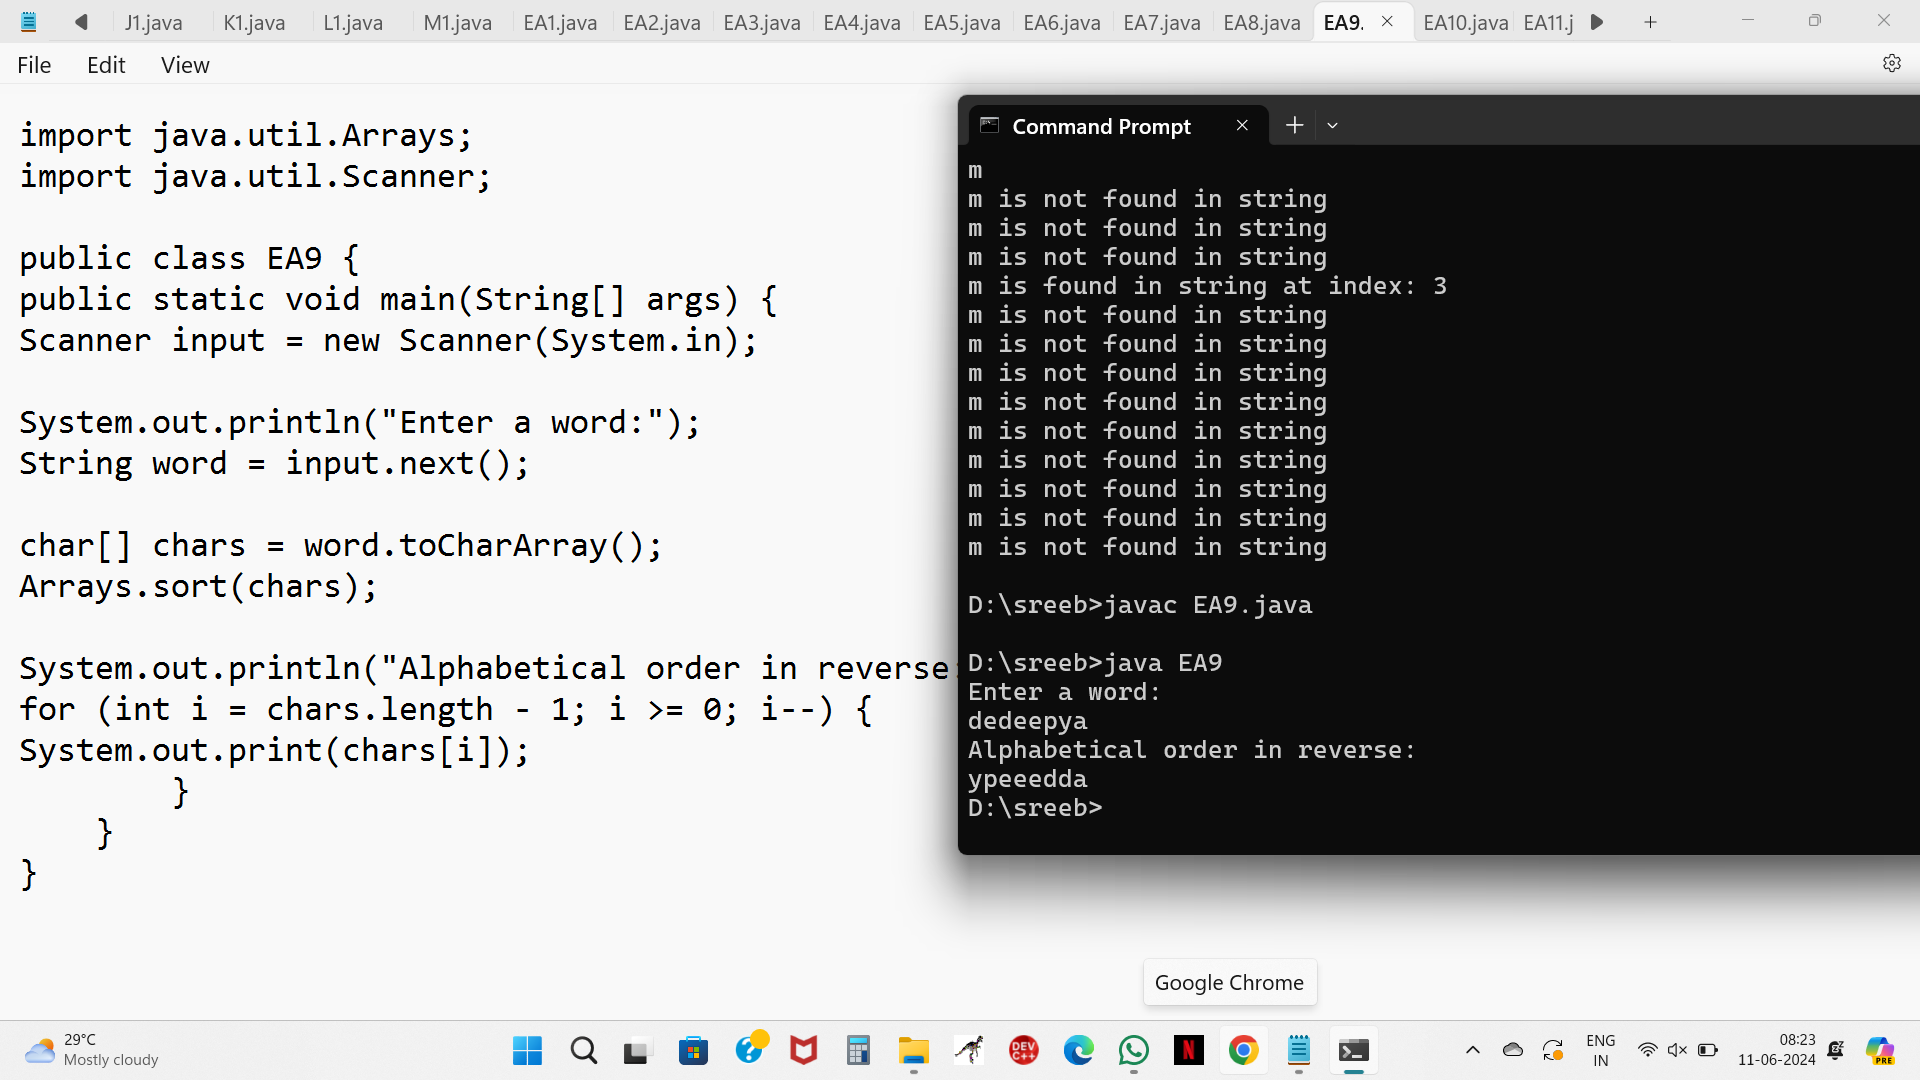 J1.java K1.java L1.java M1.java EA1.java EA2.java EA3.java EA4.java EA5.java EA6.java EA7.java EA8.java EA9. EA10.java EA11.j
File Edit View
import java.util.Arrays;
import java.util.Scanner;
public class EA9 {
public static void main(String[] args) {
Scanner input = new Scanner(System.in);
System.out.println("Enter a word:");
String word = input.next();
char[] chars = word.toCharArray();
Arrays.sort(chars);
System.out.println("Alphabetical order in reverse:
for (int i = chars.length - 1; i >= 0; i--) {
System.out.print(chars[i]);
}
}
}
Command Prompt
m
m is not found in string
m is not found in string
m is not found in string
m is found in string at index: 3
m is not found in string
m is not found in string
m is not found in string
m is not found in string
m is not found in string
m is not found in string
m is not found in string
m is not found in string
m is not found in string
D:\sreeb>javac EA9.java
D:\sreeb>java EA9
Enter a word:
dedeepya
Alphabetical order in reverse:
ypeeedda
D:\sreeb>
Google Chrome
29°C
Mostly cloudy
DEV
C++
N
ENG
IN
08:23
11-06-2024
PRE